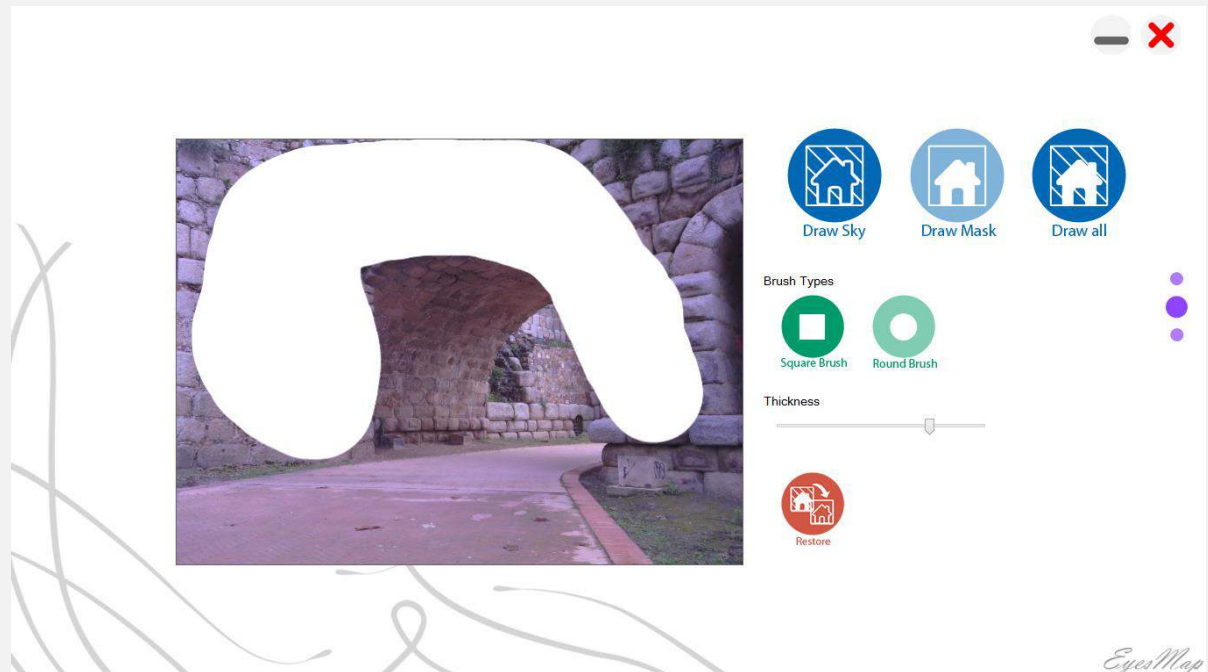 Draw Sky
Draw Mask
Draw all
Brush Types
Square Brush
Round Brush
Thickness
Restore
EyesMap